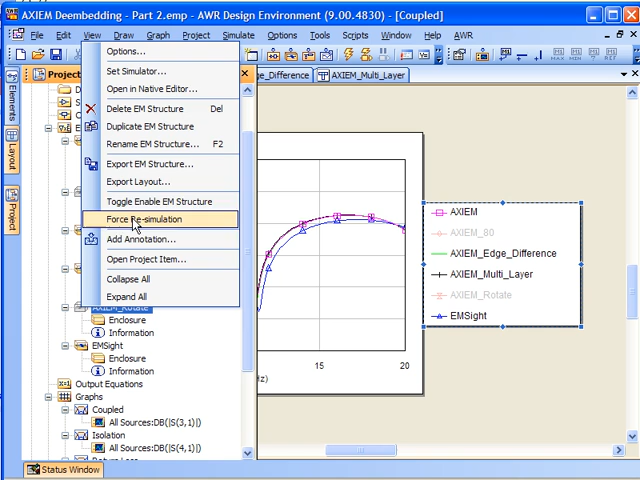 AXIEM Deembedding - Part 2.emp - AWR Design Environment (9.00.4830) - [Coupled]
File Edit View Draw Graph Project Simulate Options Tools Scripts Window Help AWR
Project
ge_Difference
AXIEM_Multi_Layer
Elements
Layout
Project
Options...
Set Simulator...
Open in Native Editor...
Delete EM Structure Del
Duplicate EM Structure
Rename EM Structure... F2
Export EM Structure...
Export Layout...
Toggle Enable EM Structure
Force Re-simulation
Add Annotation...
Open Project Item...
Collapse All
Expand All
AXIEM_Rotate
Enclosure
Information
EMSight
Enclosure
Information
Output Equations
Graphs
Coupled
All Sources:DB(|S(3,1)|)
Isolation
All Sources:DB(|S(4,1)|)
15
20
Hz)
AXIEM
AXIEM_80
AXIEM_Edge_Difference
AXIEM_Multi_Layer
AXIEM_Rotate
EMSight
Status Window